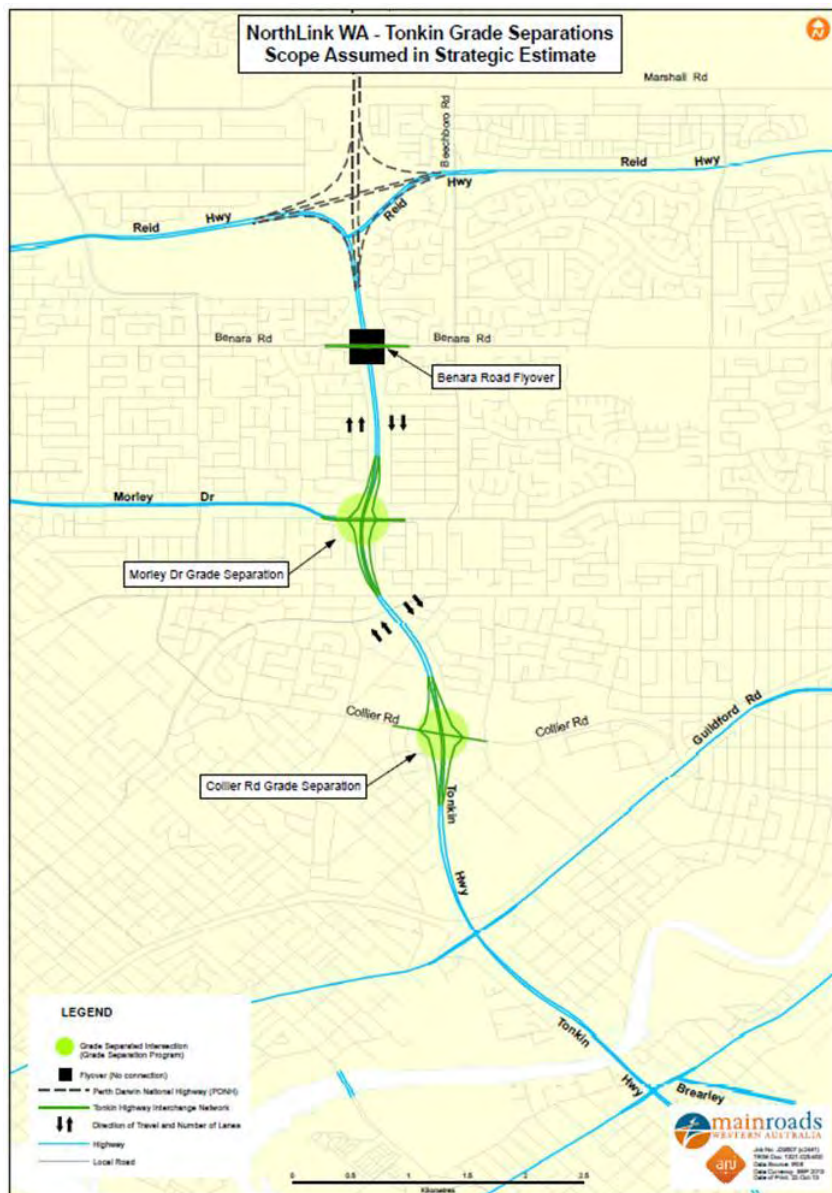 NorthLink WA - Tonkin Grade Separations
Scope Assumed in Strategic Estimate
N
Marshall Rd
Beechboro Rd
Reid
Hwy
Hwy
Reid
Hwy
Reid
Benara Rd
Benara Rd
Benara Road Flyover
Morley Dr
Morley Dr Grade Separation
Collier Rd
Collier Rd
Guildford Rd
Collier Rd Grade Separation
Tonkin
Hwy
Tonkin
Hwy
Brearley
LEGEND
Grade Separated Intersection
(Grade Separation Program)
Flyover (No connection)
Perth Darwin National Highway (PDNH)
Tonkin Highway Interchange Network
Direction of Travel and Number of Lanes
Highway
Local Road
0 0.5 1 1.5 2 2.5
Kilometres
mainroads
WESTERN AUSTRALIA